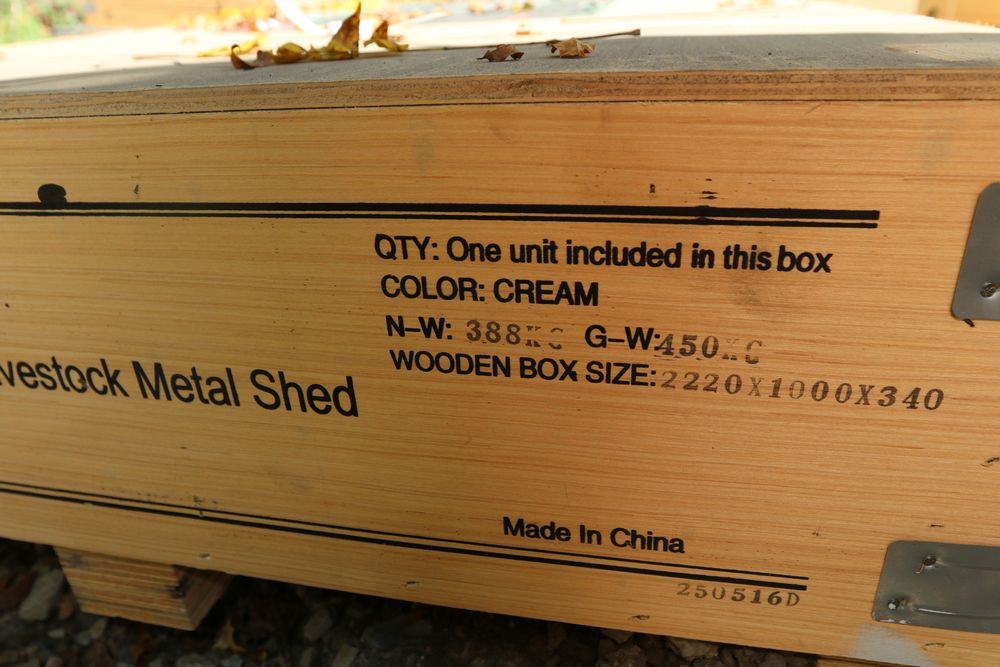 QTY: One unit included in this box
COLOR: CREAM
N-W: 388KG G-W:450KG
WOODEN BOX SIZE:2220X1000X340
vestock Metal Shed
Made In China
250516D